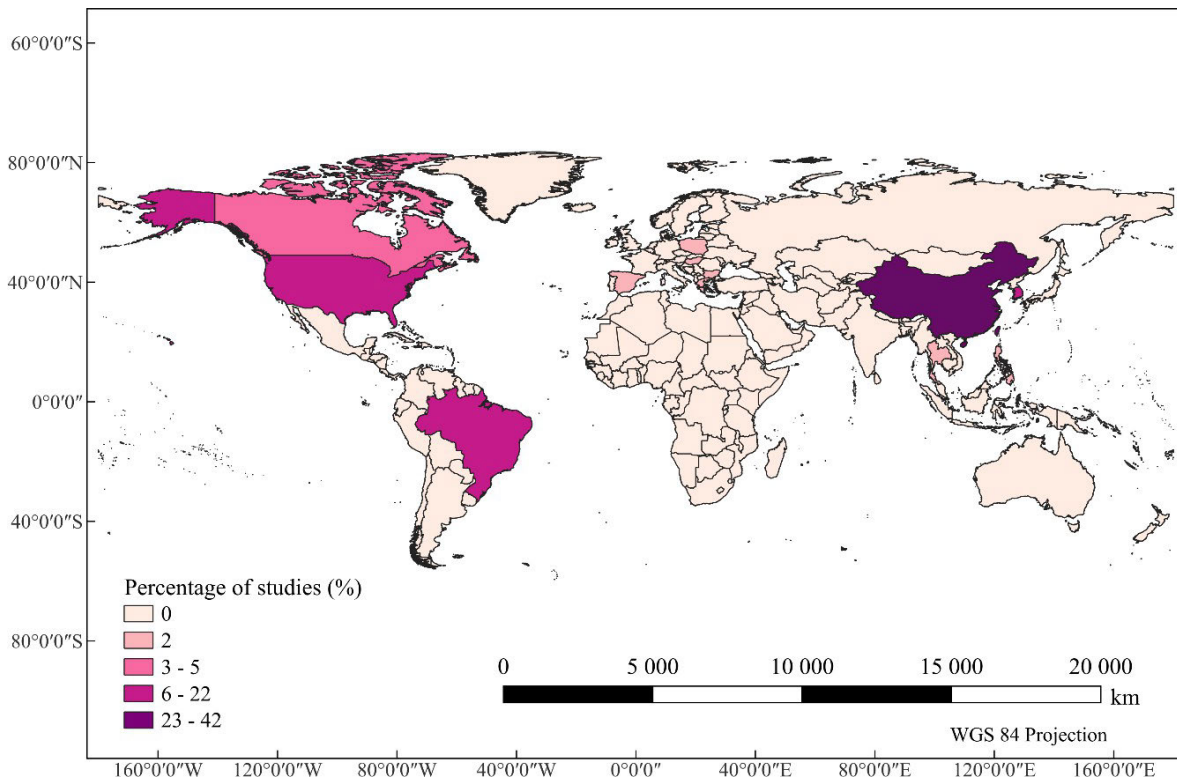 60°0′0″S
80°0′0″N
40°0′0″N
0°0′0″
40°0′0″S
80°0′0″S
Percentage of studies (%)
0
2
3 - 5
6 - 22
23 - 42
0 5 000 10 000 15 000 20 000
km
WGS 84 Projection
160°0′0″W 120°0′0″W 80°0′0″W 40°0′0″W 0°0′0″ 40°0′0″E 80°0′0″E 120°0′0″E 160°0′0″E